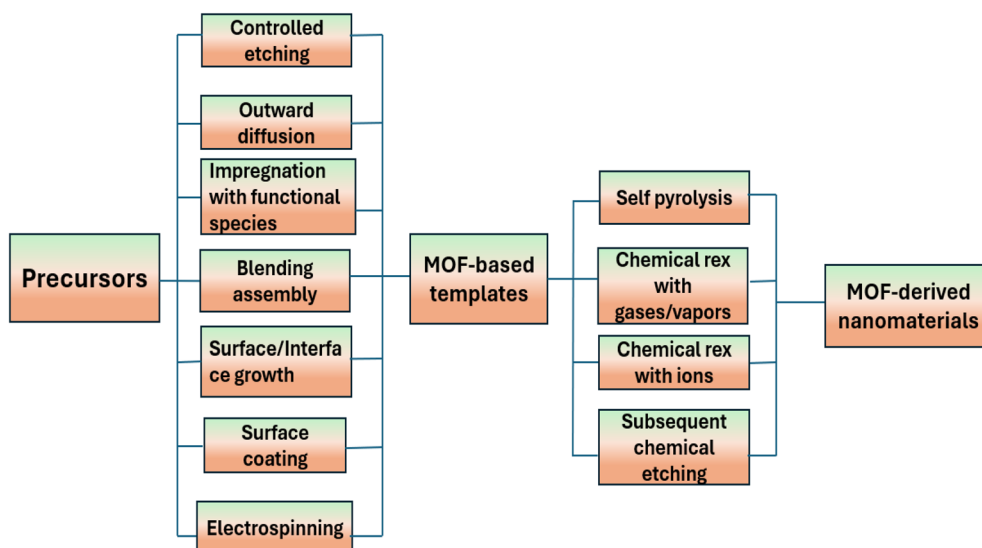 Precursors
Controlled
etching
Outward
diffusion
Impregnation
with functional
species
Blending
assembly
Surface/Interfa
ce growth
Surface
coating
Electrospinning
MOF-based
templates
Self pyrolysis
Chemical rex
with
gases/vapors
Chemical rex
with ions
Subsequent
chemical
etching
MOF-derived
nanomaterials